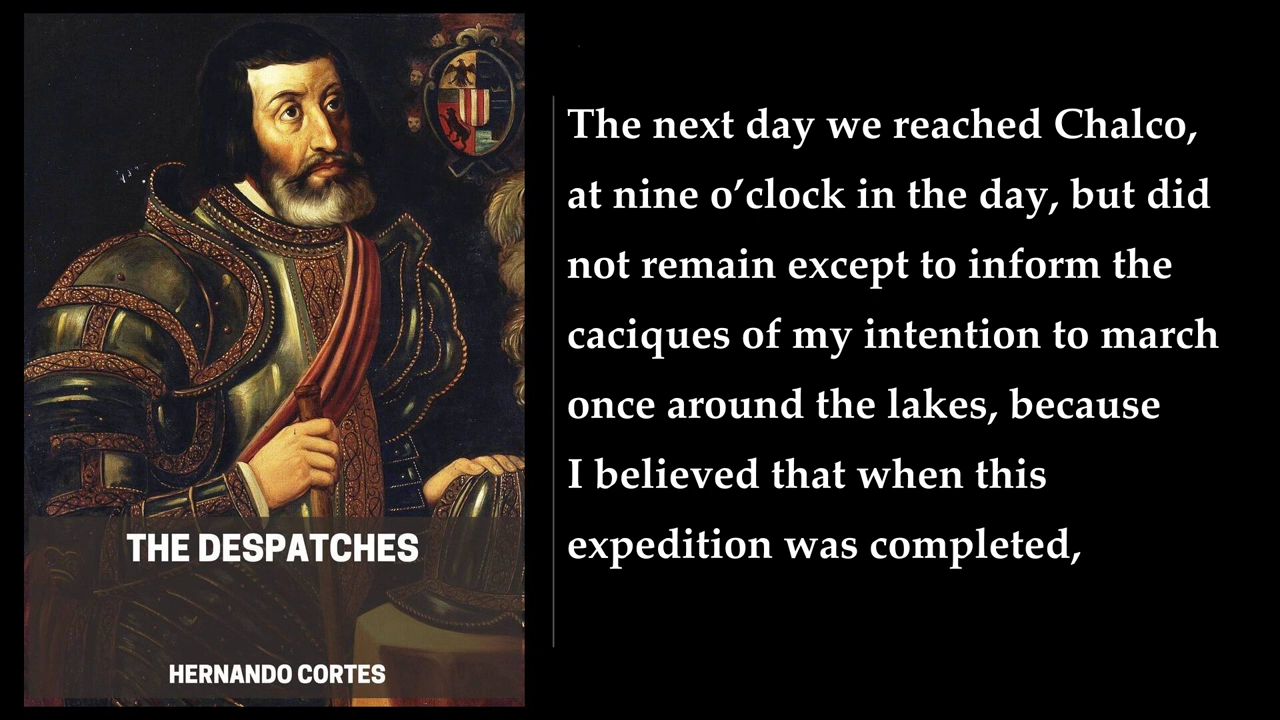 THE DESPATCHES
HERNANDO CORTES
The next day we reached Chalco,
at nine o’clock in the day, but did
not remain except to inform the
caciques of my intention to march
once around the lakes, because
I believed that when this
expedition was completed,